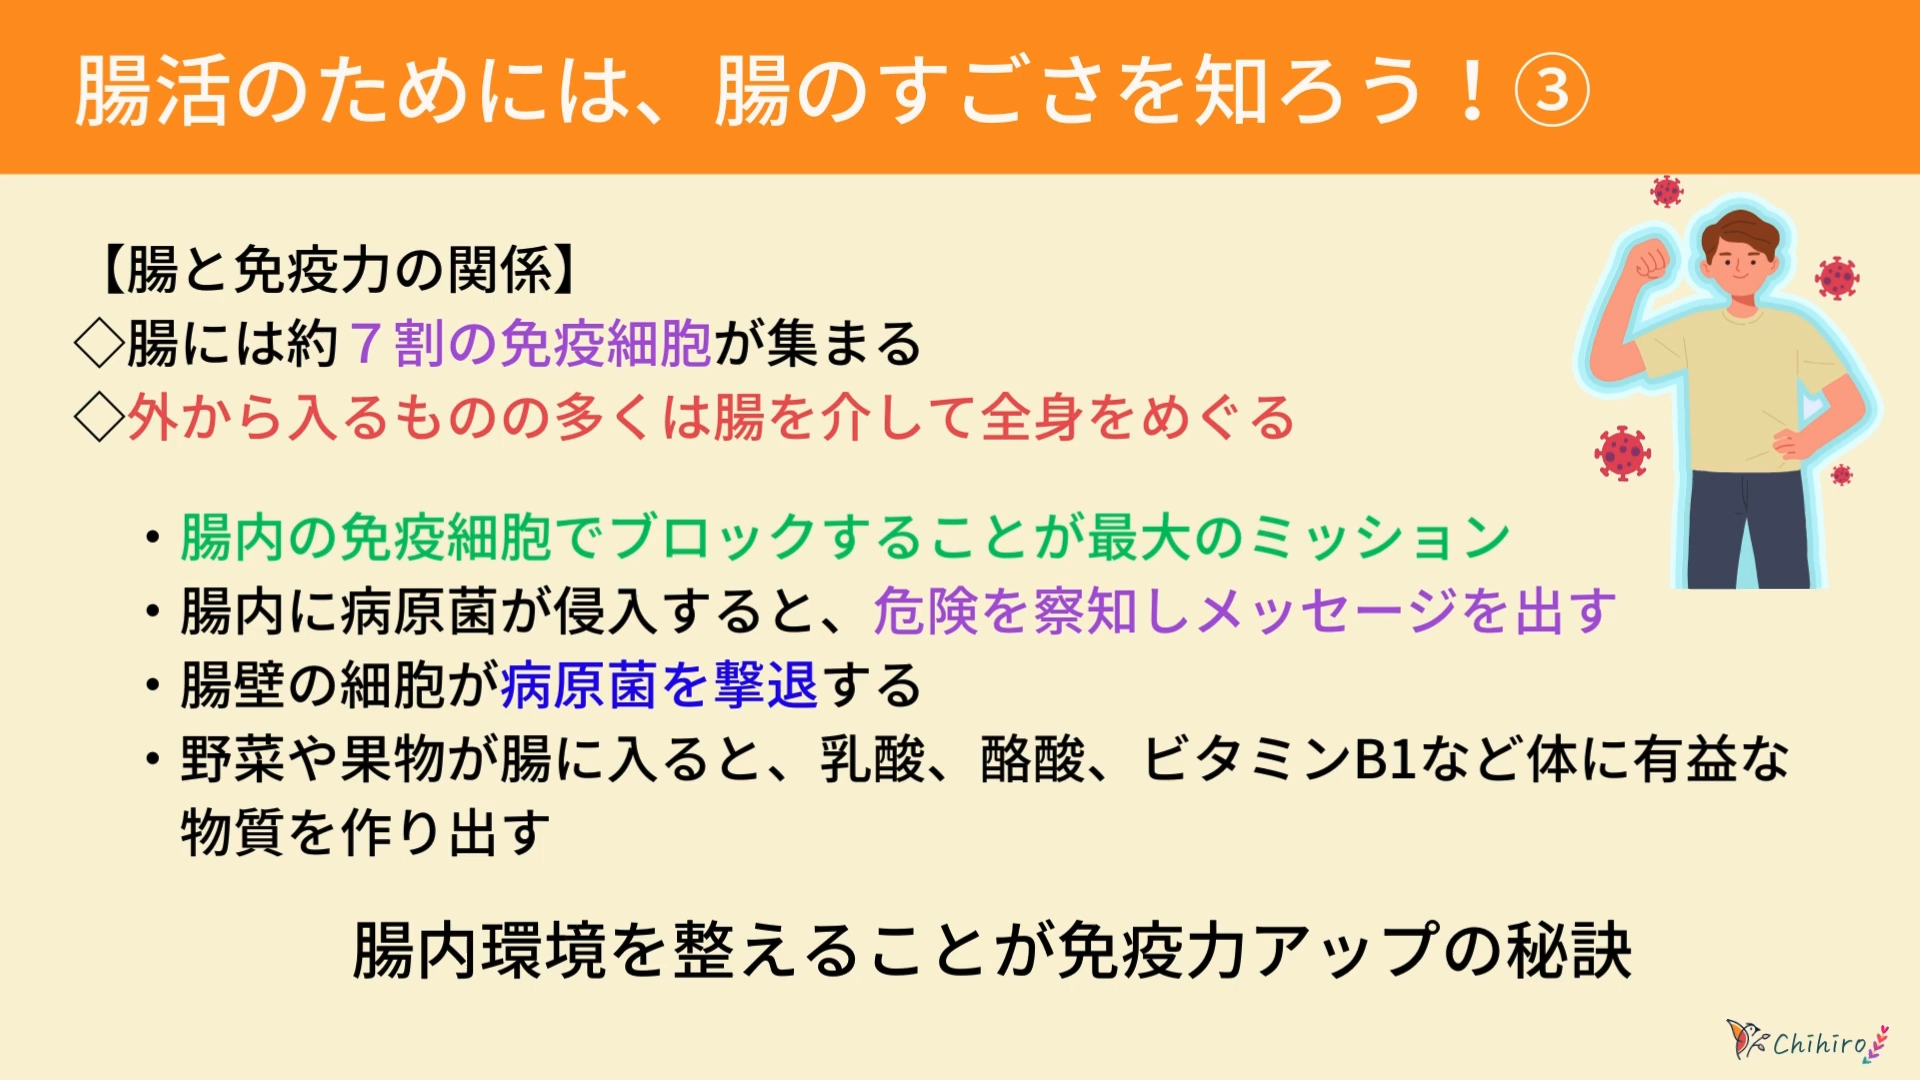 腸活のためには、腸のすごさを知ろう！③
【腸と免疫力の関係】
◇腸には約７割の免疫細胞が集まる
◇外から入るものの多くは腸を介して全身をめぐる
・腸内の免疫細胞でブロックすることが最大のミッション
・腸内に病原菌が侵入すると、危険を察知しメッセージを出す
・腸壁の細胞が病原菌を撃退する
・野菜や果物が腸に入ると、乳酸、酪酸、ビタミンB1など体に有益な
物質を作り出す
腸内環境を整えることが免疫力アップの秘訣
Chihiro